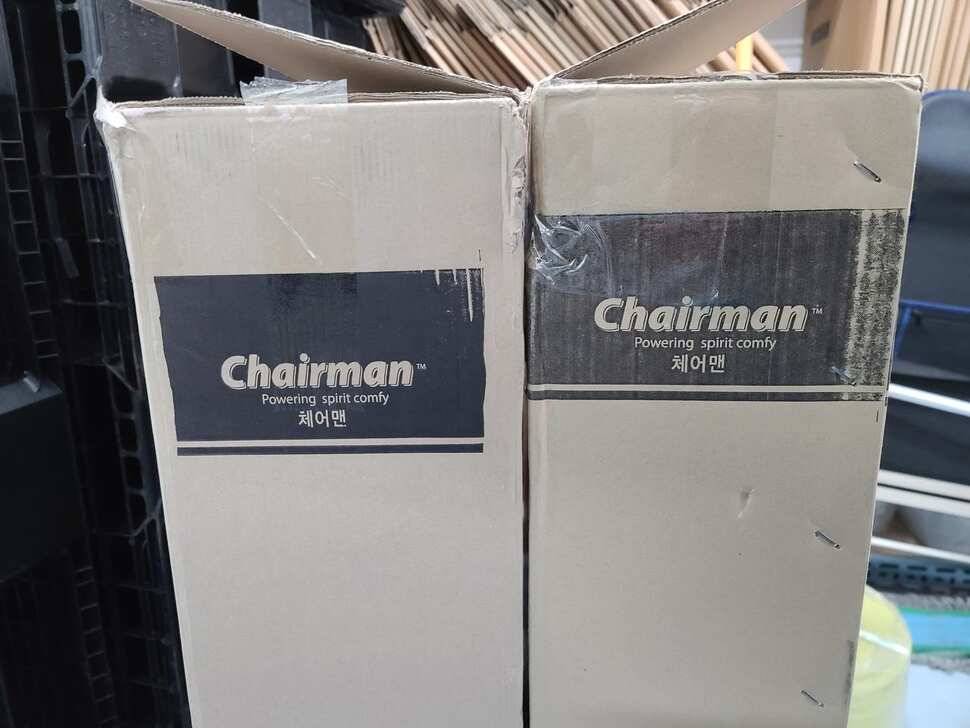 Chairman™
Powering spirit comfy
체어맨
Chairman™
Powering spirit comfy
체어맨